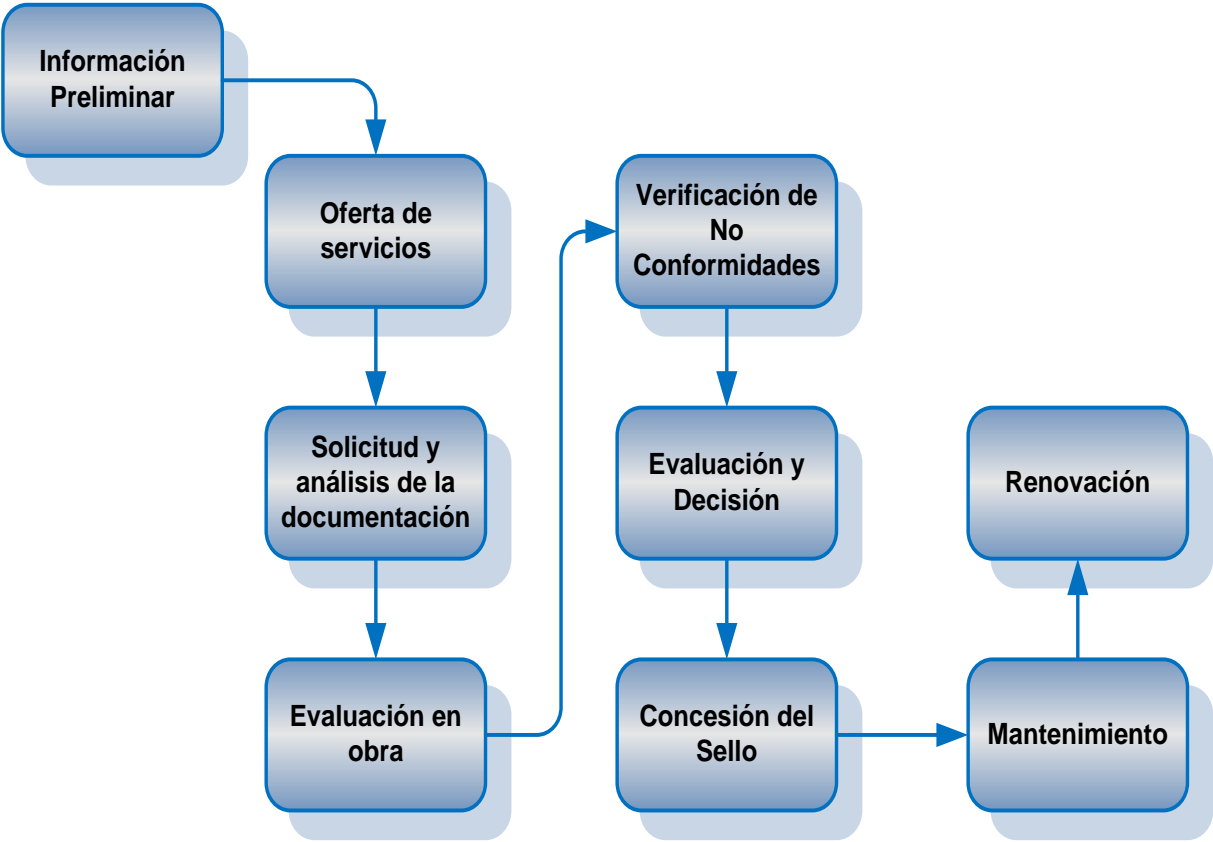 Información
Preliminar
Oferta de
servicios
Solicitud y
análisis de la
documentación
Evaluación en
obra
Verificación de
No
Conformidades
Evaluación y
Decisión
Concesión del
Sello
Mantenimiento
Renovación